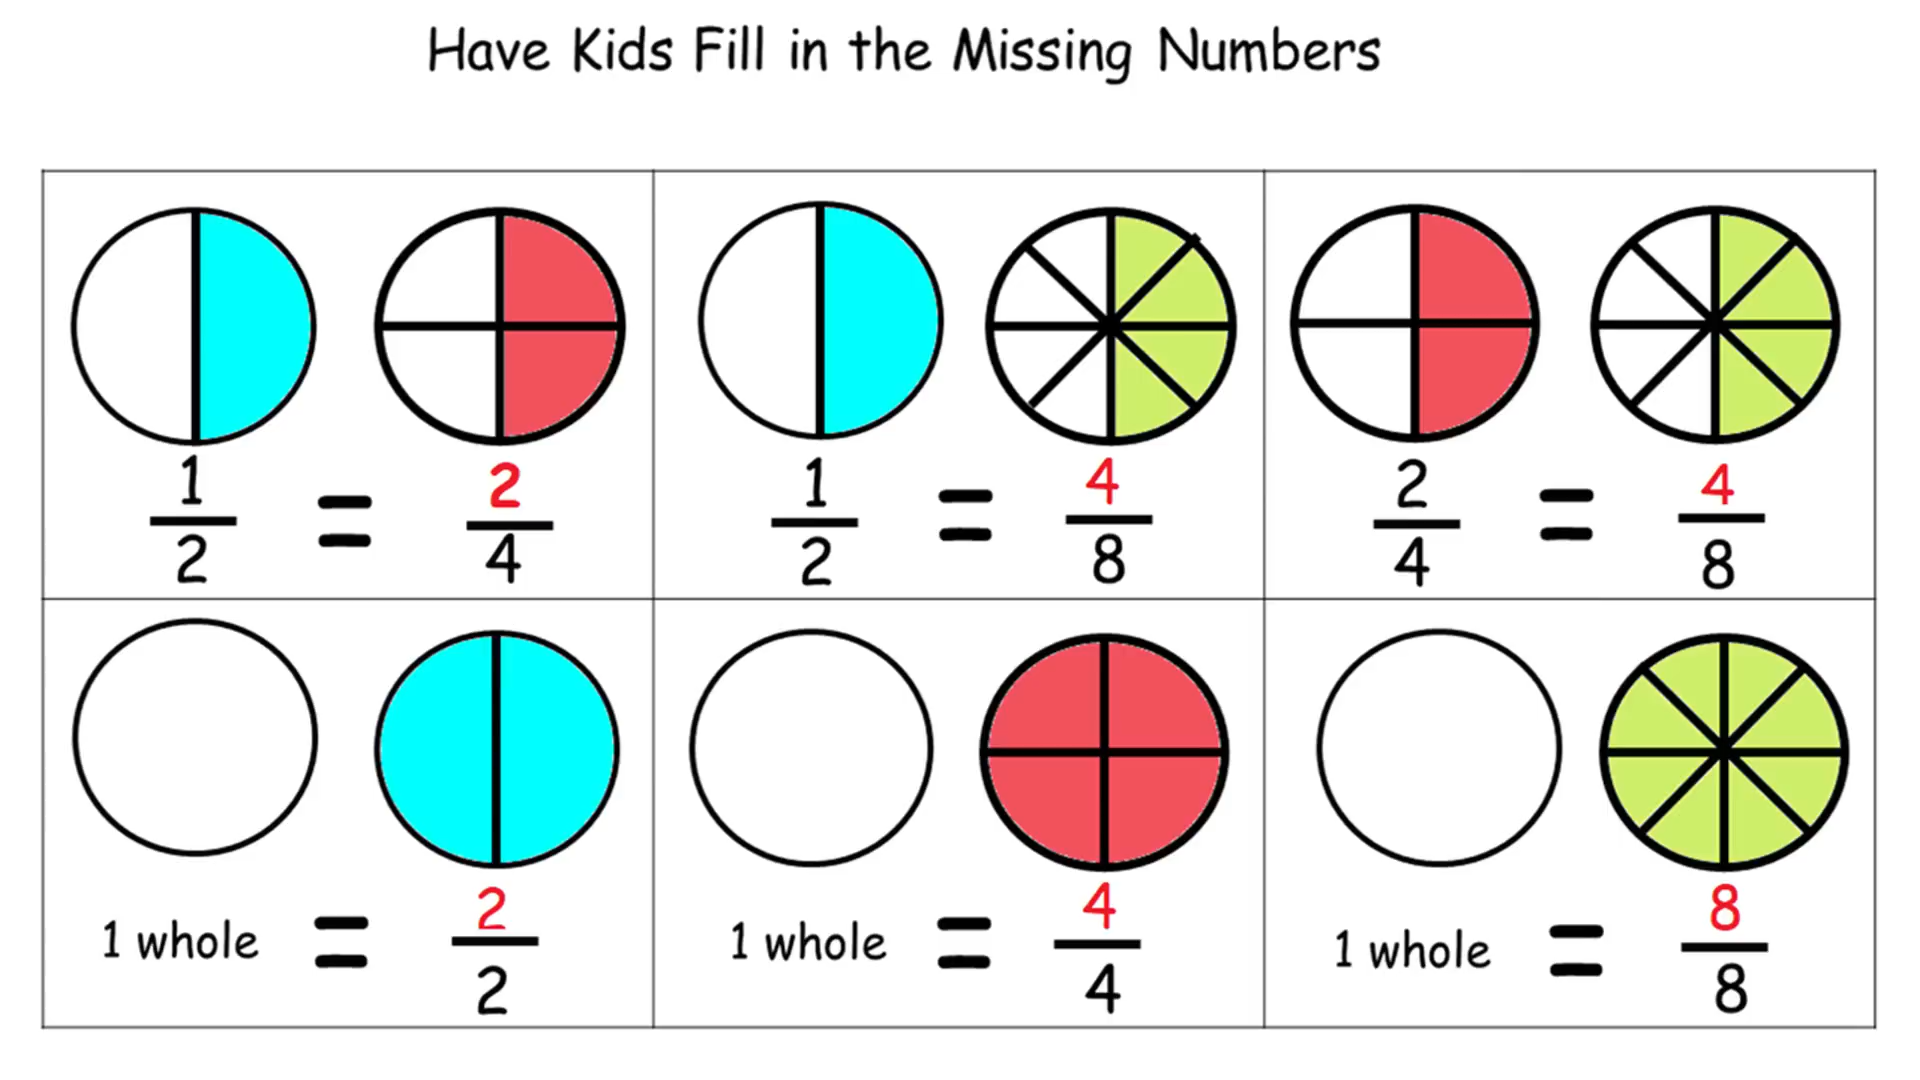 Have Kids Fill in the Missing Numbers
1/2 = 2/4
1/2 = 4/8
2/4 = 4/8
1 whole = 2/2
1 whole = 4/4
1 whole = 8/8